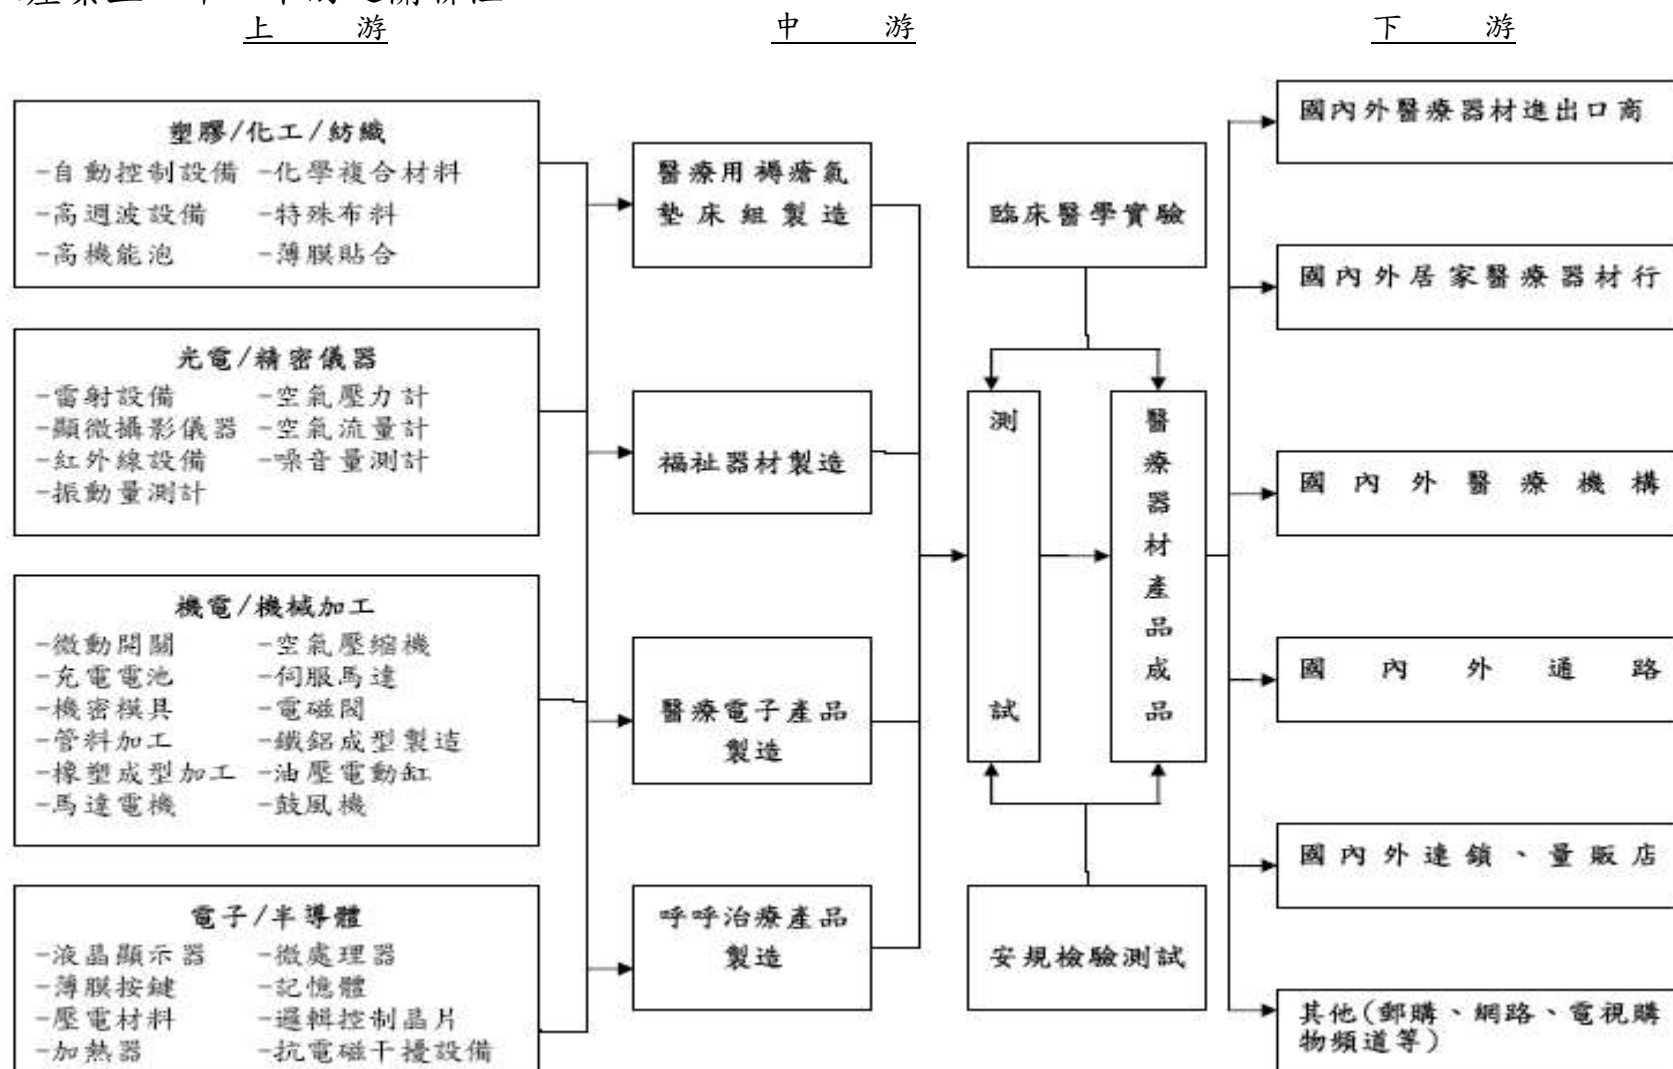 上 游
中 游
下 游
塑膠/化工/紡織
-自動控制設備 -化學複合材料
-高週波設備 -特殊布料
-高機能泡 -薄膜貼合
光電/精密儀器
-雷射設備 -空氣壓力計
-顯微攝影儀器 -空氣流量計
-紅外線設備 -噪音量測計
-振動量測計
機電/機械加工
-微動開關 -空氣壓縮機
-充電電池 -伺服馬達
-機密模具 -電磁閥
-管料加工 -鐵鋁成型製造
-橡塑成型加工 -油壓電動缸
-馬達電機 -鼓風機
電子/半導體
-液晶顯示器 -微處理器
-薄膜按鍵 -記憶體
-壓電材料 -邏輯控制晶片
-加熱器 -抗電磁干擾設備
醫療用褥瘡氣
墊床組製造
福祉器材製造
醫療電子產品
製造
呼呼治療產品
製造
臨床醫學實驗
測試
醫療器材產品成品
安規檢驗測試
國內外醫療器材進出口商
國內外居家醫療器材行
國內外醫療機構
國內外通路
國內外連鎖、量販店
其他(郵購、網路、電視購
物頻道等)